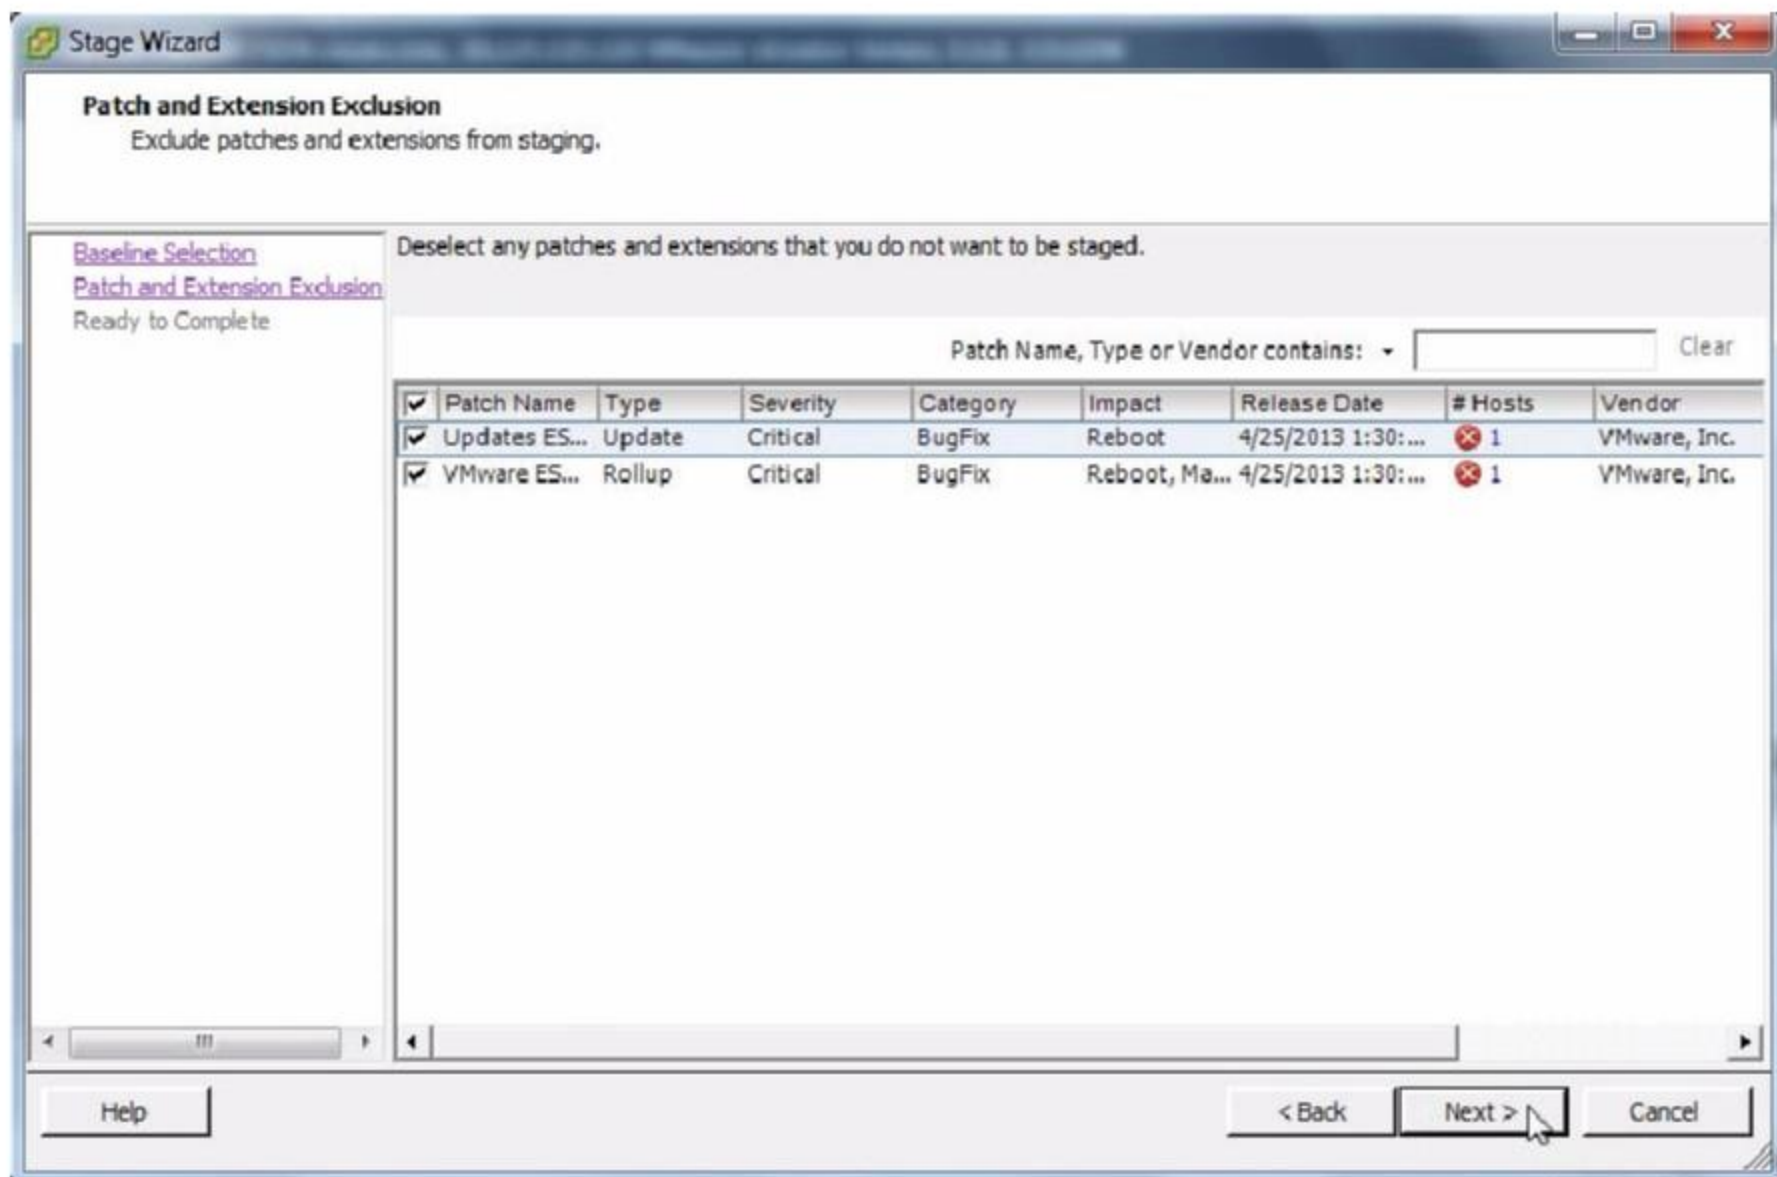 Stage Wizard
Patch and Extension Exclusion
Exclude patches and extensions from staging.
Baseline Selection
Patch and Extension Exclusion
Ready to Complete
Deselect any patches and extensions that you do not want to be staged.
Patch Name, Type or Vendor contains: Clear
Patch Name Type Severity Category Impact Release Date # Hosts Vendor
Updates ES... Update Critical BugFix Reboot 4/25/2013 1:30:... 1 VMware, Inc.
VMware ES... Rollup Critical BugFix Reboot, Ma... 4/25/2013 1:30:... 1 VMware, Inc.
Help < Back Next > Cancel